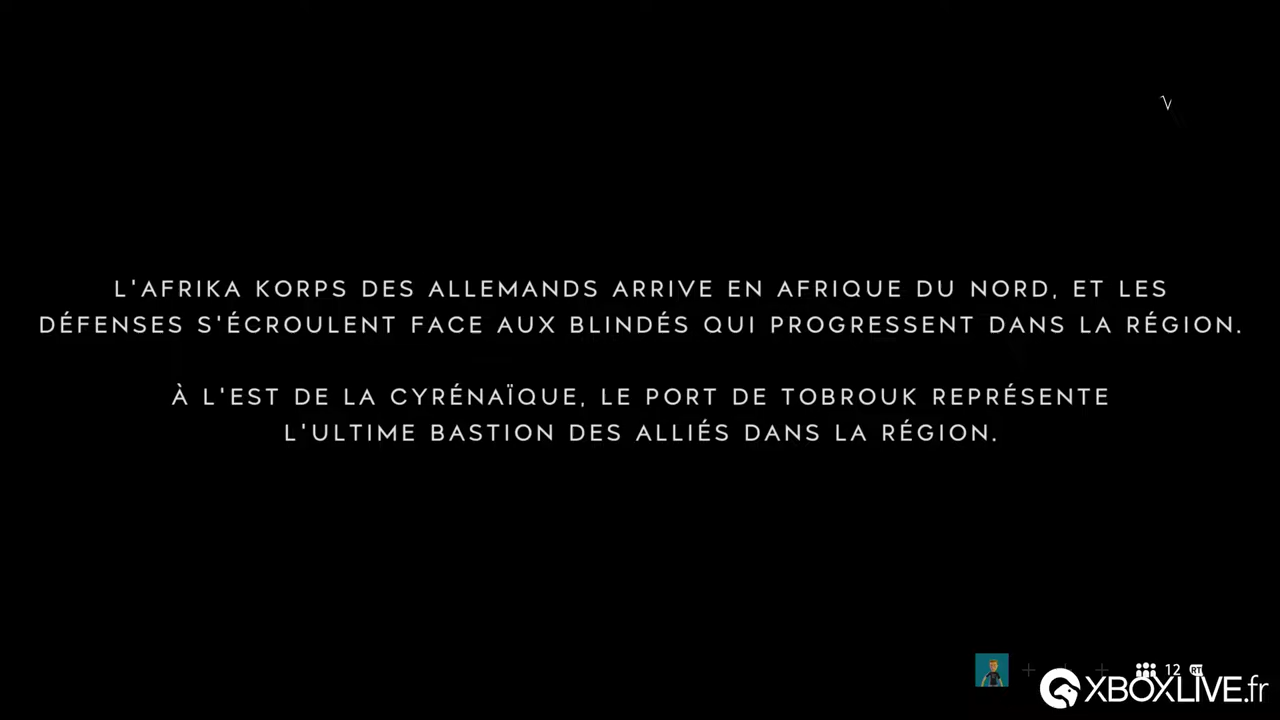 L'AFRIKA KORPS DES ALLEMANDS ARRIVE EN AFRIQUE DU NORD, ET LES
DÉFENSES S'ÉCROULENT FACE AUX BLINDÉS QUI PROGRESSENT DANS LA RÉGION.
À L'EST DE LA CYRÉNAÏQUE, LE PORT DE TOBROUK REPRÉSENTE
L'ULTIME BASTION DES ALLIÉS DANS LA RÉGION.
12 RT
XBOXLIVE.fr